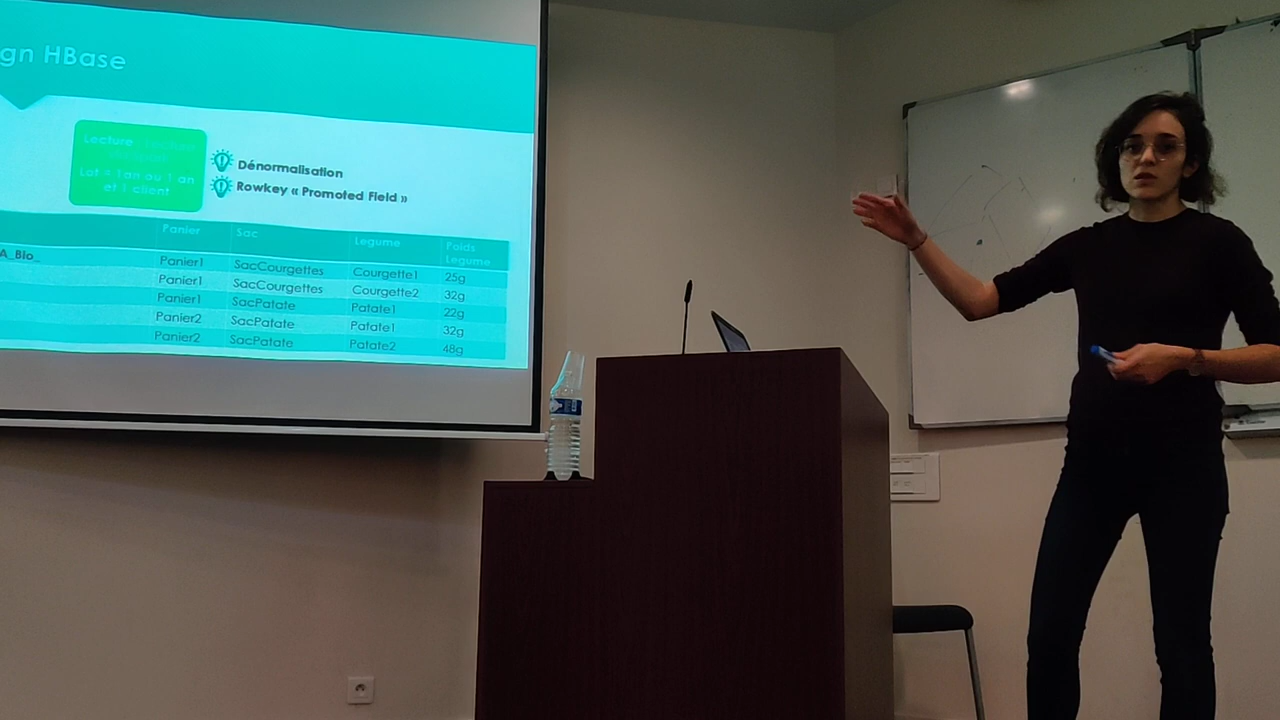 gn HBase
Lecture
Lot = 1 an ou 1 an
et 1 client
Dénormalisation
Rowkey « Promoted Field »
Panier Sac Legume Poids Legume
A_Bio_ Panier1 SacCourgettes Courgette1 25g
Panier1 SacCourgettes Courgette2 32g
Panier1 SacPatate Patate1 22g
Panier2 SacPatate Patate1 32g
Panier2 SacPatate Patate2 48g